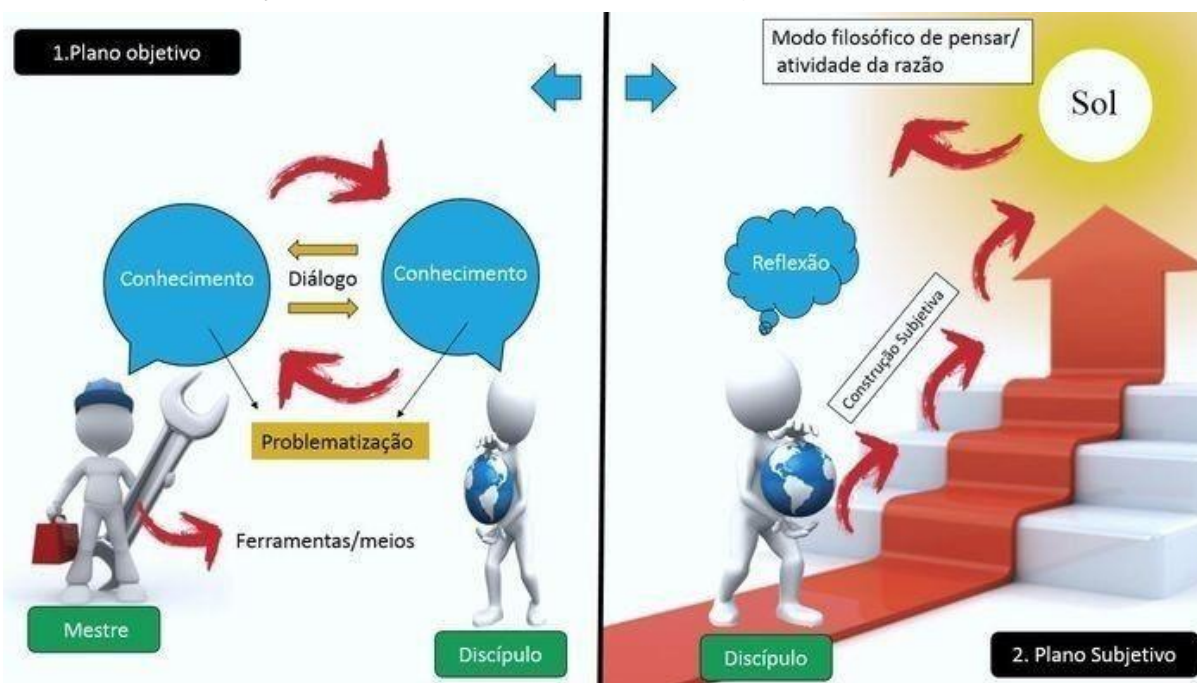 1.Plano objetivo
Conhecimento
Diálogo
Conhecimento
Problematização
Ferramentas/meios
Mestre
Discípulo
Modo filosófico de pensar/
atividade da razão
Sol
Reflexão
Construção Subjetiva
Discípulo
2. Plano Subjetivo